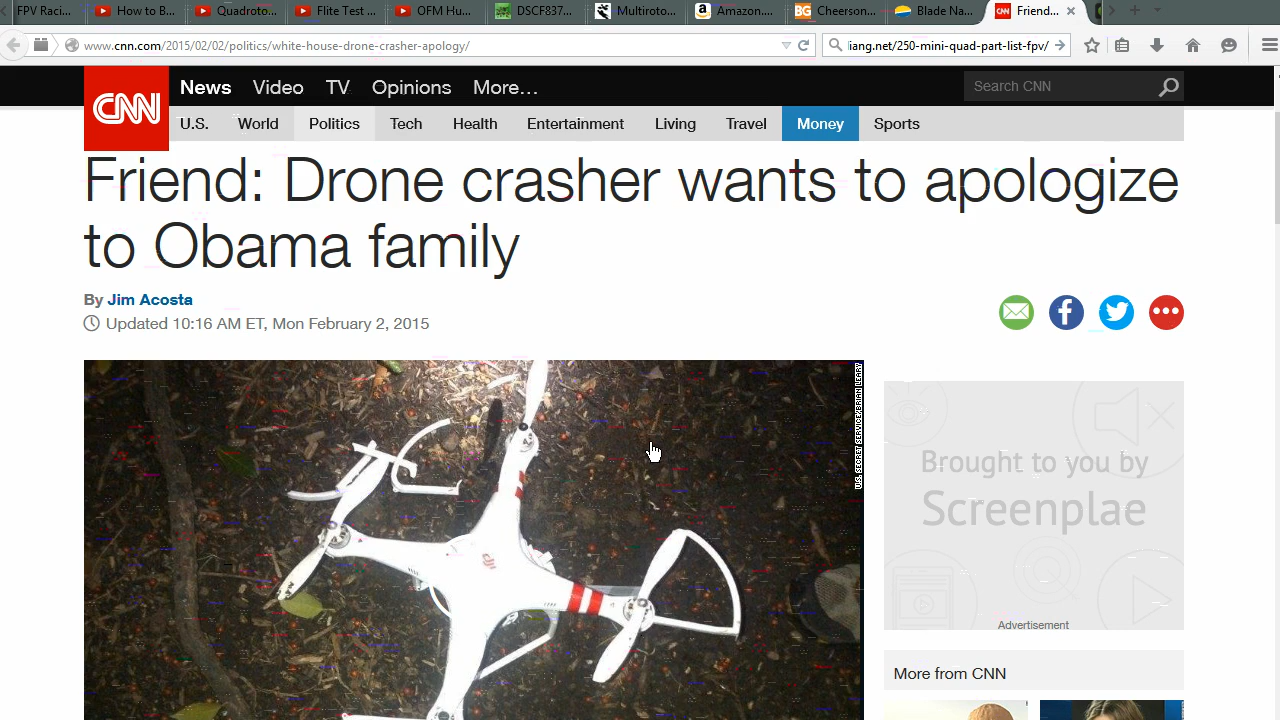 FPV Raci...
How to B...
Quadroto...
Flite Test ...
OFM Hu...
DSCF837...
Multiroto...
Amazon....
Cheerson...
Blade Na...
Friend...
www.cnn.com/2015/02/02/politics/white-house-drone-crasher-apology/
iang.net/250-mini-quad-part-list-fpv/
CNN
News
Video
TV
Opinions
More...
Search CNN
U.S.
World
Politics
Tech
Health
Entertainment
Living
Travel
Money
Sports
Friend: Drone crasher wants to apologize
to Obama family
By Jim Acosta
Updated 10:16 AM ET, Mon February 2, 2015
U.S. SECRET SERVICE/BRIAN LEARY
Brought to you by
Screenplae
Advertisement
More from CNN